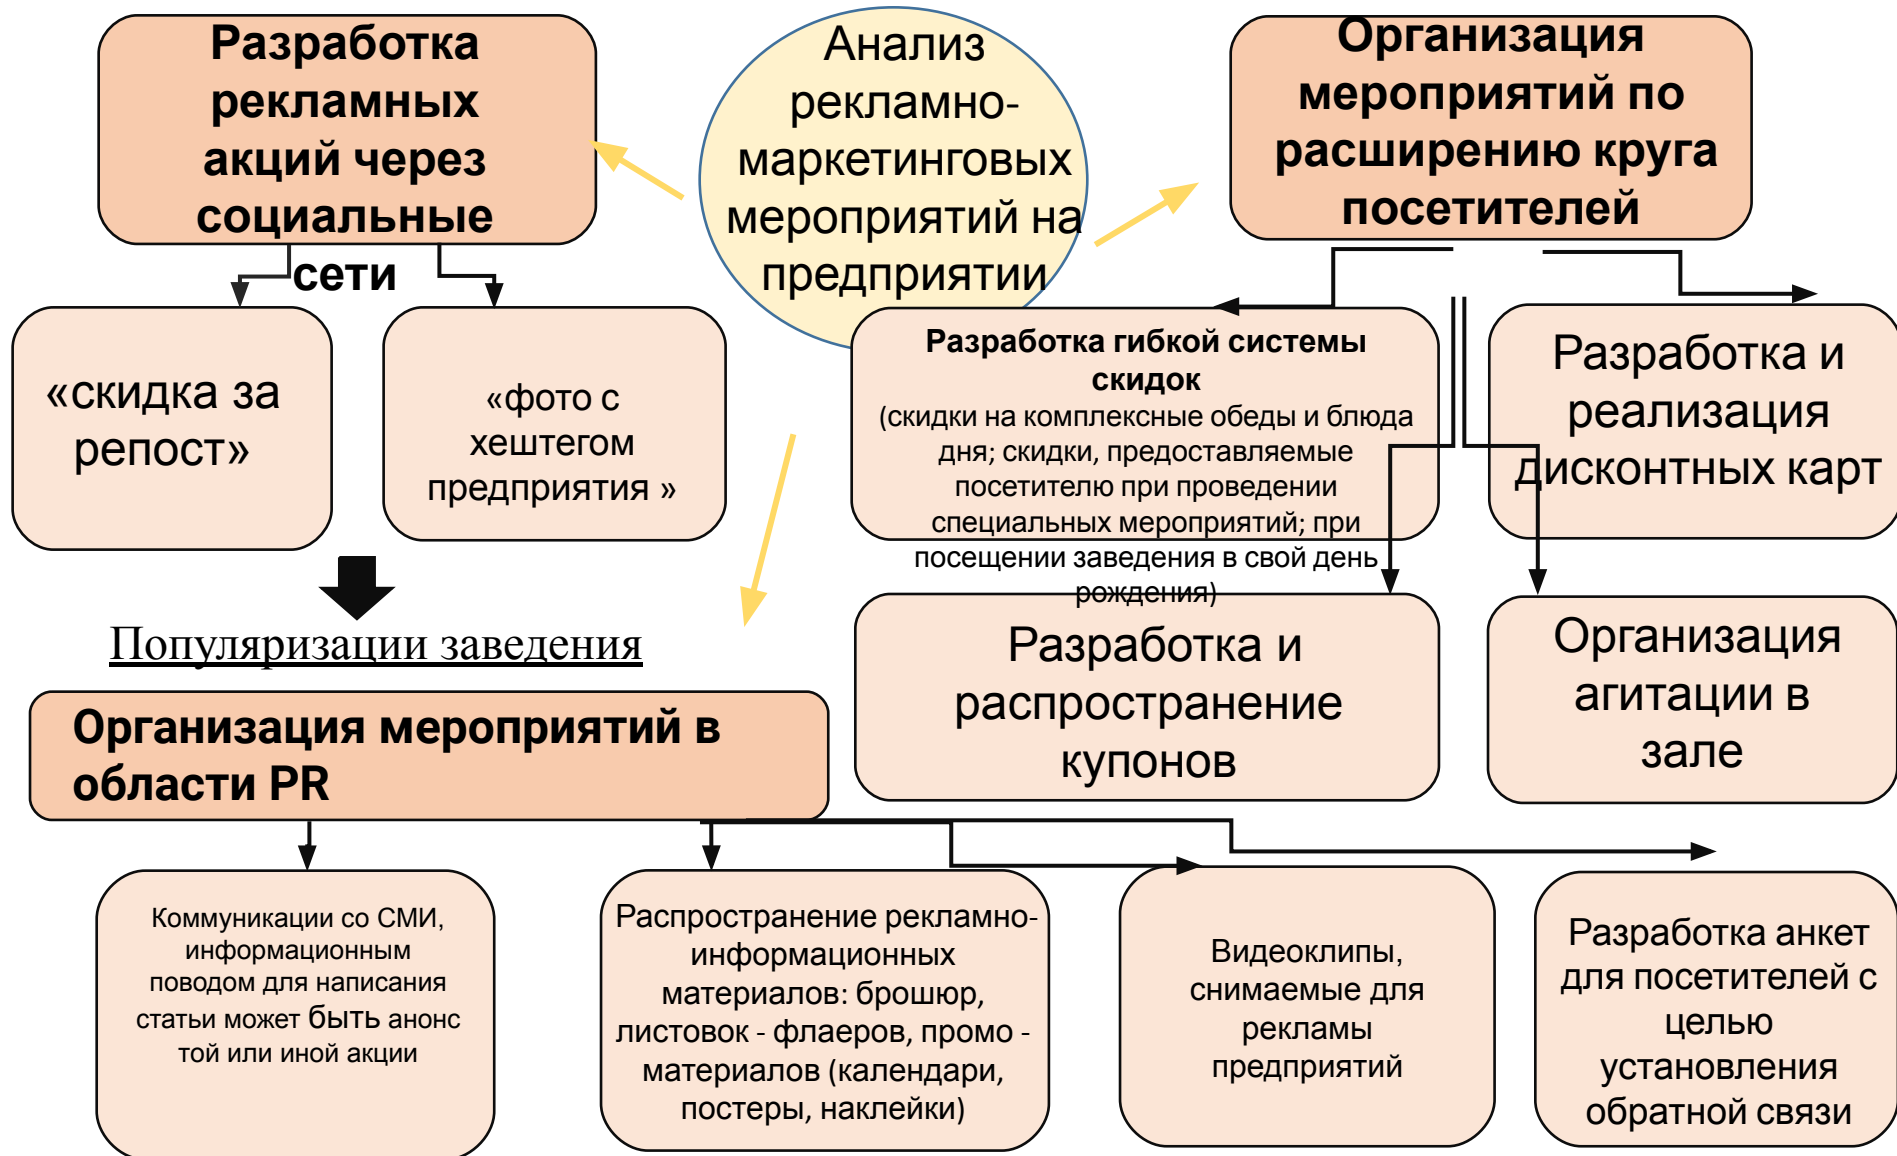 Разработка
рекламных
акций через
социальные
сети
Анализ
рекламно-
маркетинговых
мероприятий на
предприятии
Организация
мероприятий по
расширению круга
посетителей
«скидка за
репост»
«фото с
хештегом
предприятия »
Разработка гибкой системы
скидок
(скидки на комплексные обеды и блюда
дня; скидки, предоставляемые
посетителю при проведении
специальных мероприятий; при
посещении заведения в свой день
рождения)
Разработка и
реализация
дисконтных карт
Популяризации заведения
Разработка и
распространение
купонов
Организация
агитации в
зале
Организация мероприятий в
области PR
Коммуникации со СМИ,
информационным
поводом для написания
статьи может быть анонс
той или иной акции
Распространение рекламно-
информационных
материалов: брошюр,
листовок - флаеров, промо -
материалов (календари,
постеры, наклейки)
Видеоклипы,
снимаемые для
рекламы
предприятий
Разработка анкет
для посетителей с
целью
установления
обратной связи